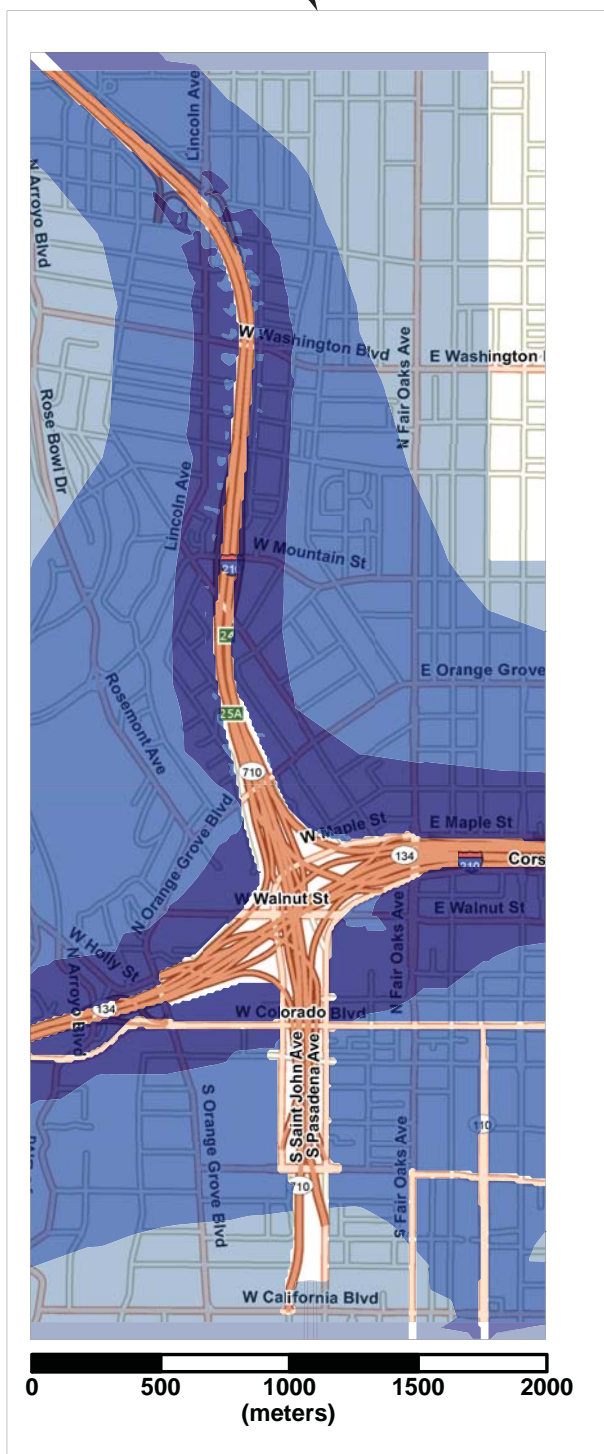 Lincoln Ave
N Arroyo Blvd
W Washington Blvd
E Washington
N Fair Oaks Ave
Rose Bowl Dr
Lincoln Ave
W Mountain St
210
24
E Orange Grove
Rosemont Ave
25A
710
W Maple St
E Maple St
134
210
Cors
N Orange Grove Blvd
W Walnut St
E Walnut St
W Holly St
N Arroyo Blvd
N Fair Oaks Ave
134
W Colorado Blvd
S Saint John Ave
S Pasadena Ave
S Orange Grove Blvd
S Fair Oaks Ave
110
710
W California Blvd
0 500 1000 1500 2000
(meters)